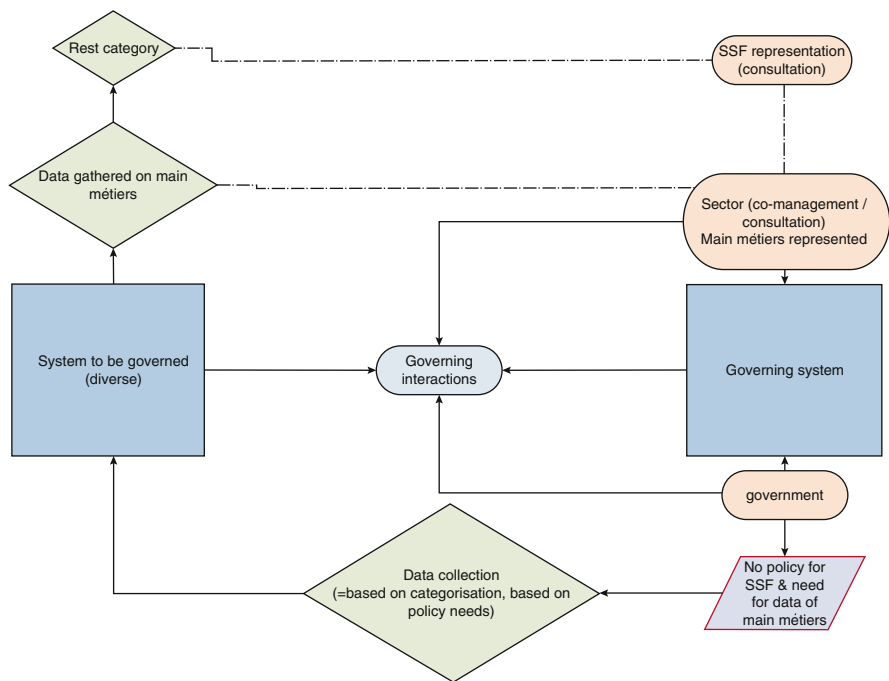 Rest category
SSF representation
(consultation)
Data gathered on main
métiers
Sector (co-management /
consultation)
Main métiers represented
System to be governed
(diverse)
Governing
interactions
Governing system
government
Data collection
(=based on categorisation, based on
policy needs)
No policy for
SSF & need
for data of
main métiers